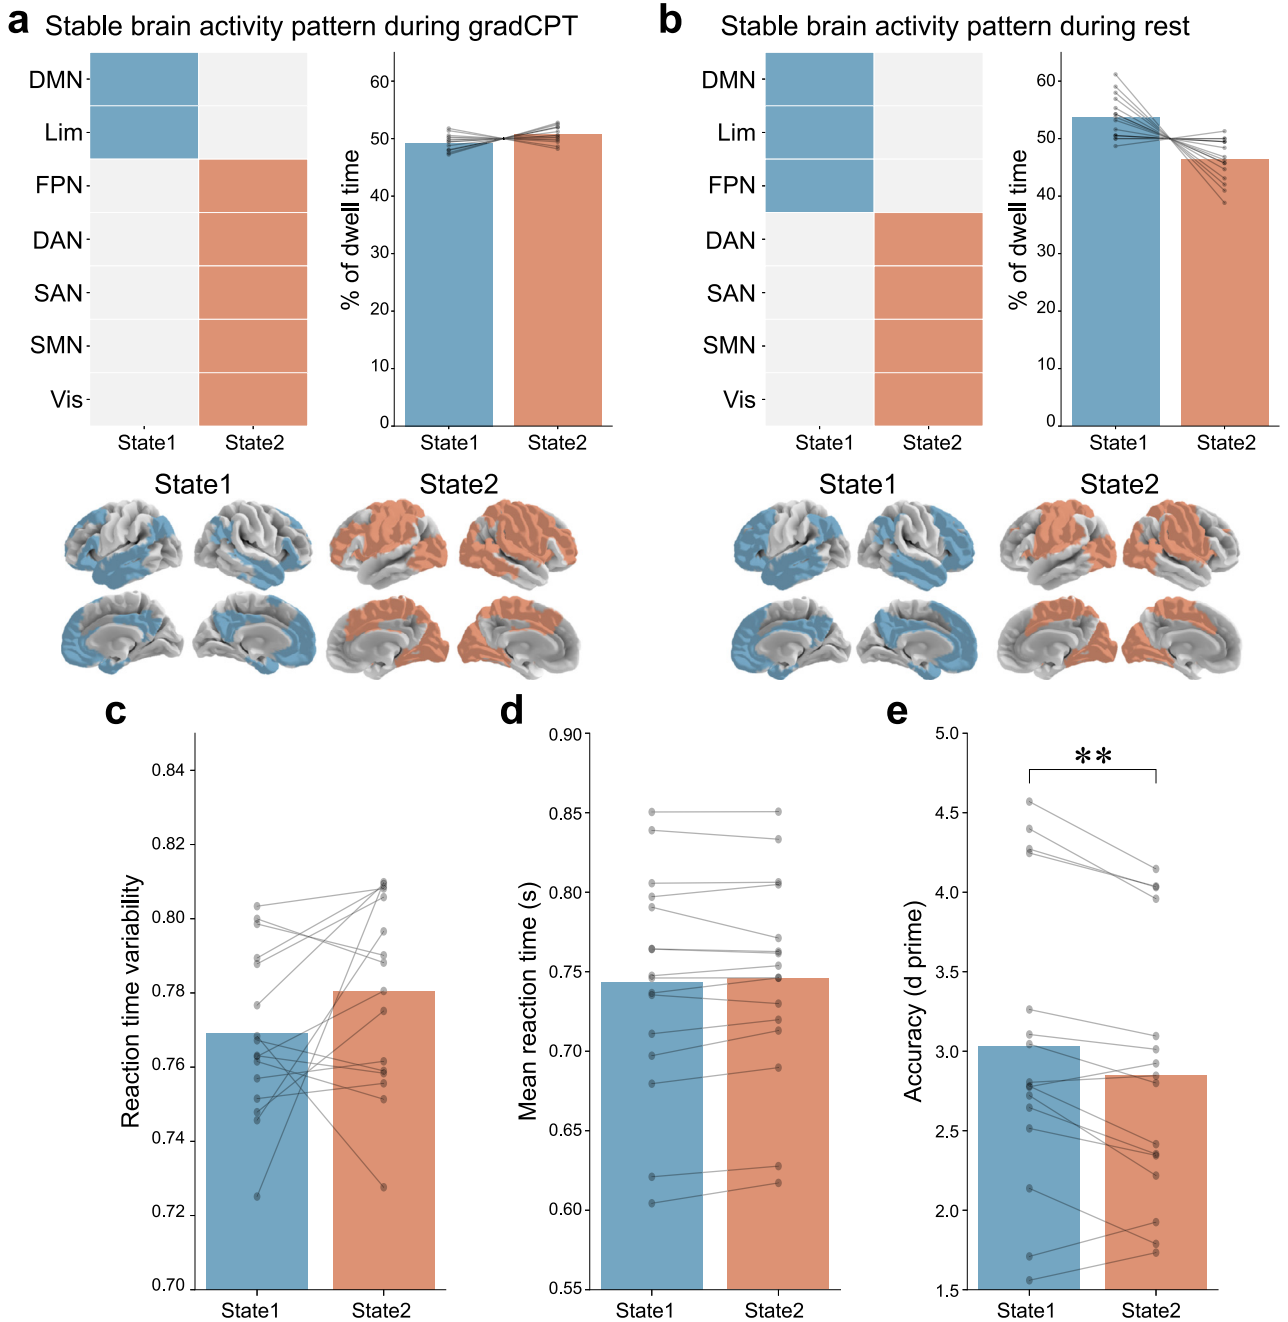 a Stable brain activity pattern during gradCPT
DMN
Lim
FPN
DAN
SAN
SMN
Vis
State1 State2
% of dwell time
60
50
40
30
20
10
0
State1 State2
State1 State2
b Stable brain activity pattern during rest
DMN
Lim
FPN
DAN
SAN
SMN
Vis
State1 State2
% of dwell time
60
50
40
30
20
10
0
State1 State2
State1 State2
c
Reaction time variability
0.84
0.82
0.80
0.78
0.76
0.74
0.72
0.70
State1 State2
d
Mean reaction time (s)
0.90
0.85
0.80
0.75
0.70
0.65
0.60
0.55
State1 State2
e
Accuracy (d prime)
5.0
4.5
4.0
3.5
3.0
2.5
2.0
1.5
**
State1 State2